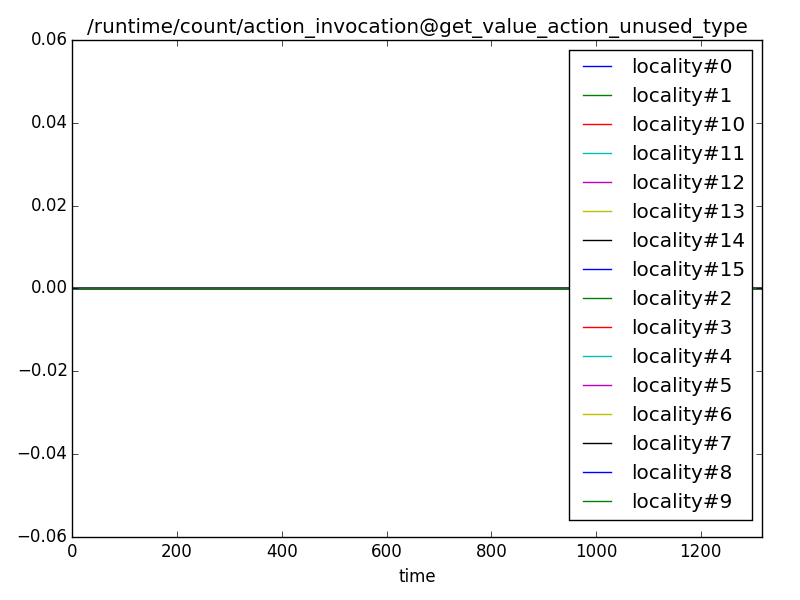 /runtime/count/action_invocation@get_value_action_unused_type
0.06
0.04
0.02
0.00
−0.02
−0.04
−0.06
locality#0
locality#1
locality#10
locality#11
locality#12
locality#13
locality#14
locality#15
locality#2
locality#3
locality#4
locality#5
locality#6
locality#7
locality#8
locality#9
0 200 400 600 800 1000 1200
time